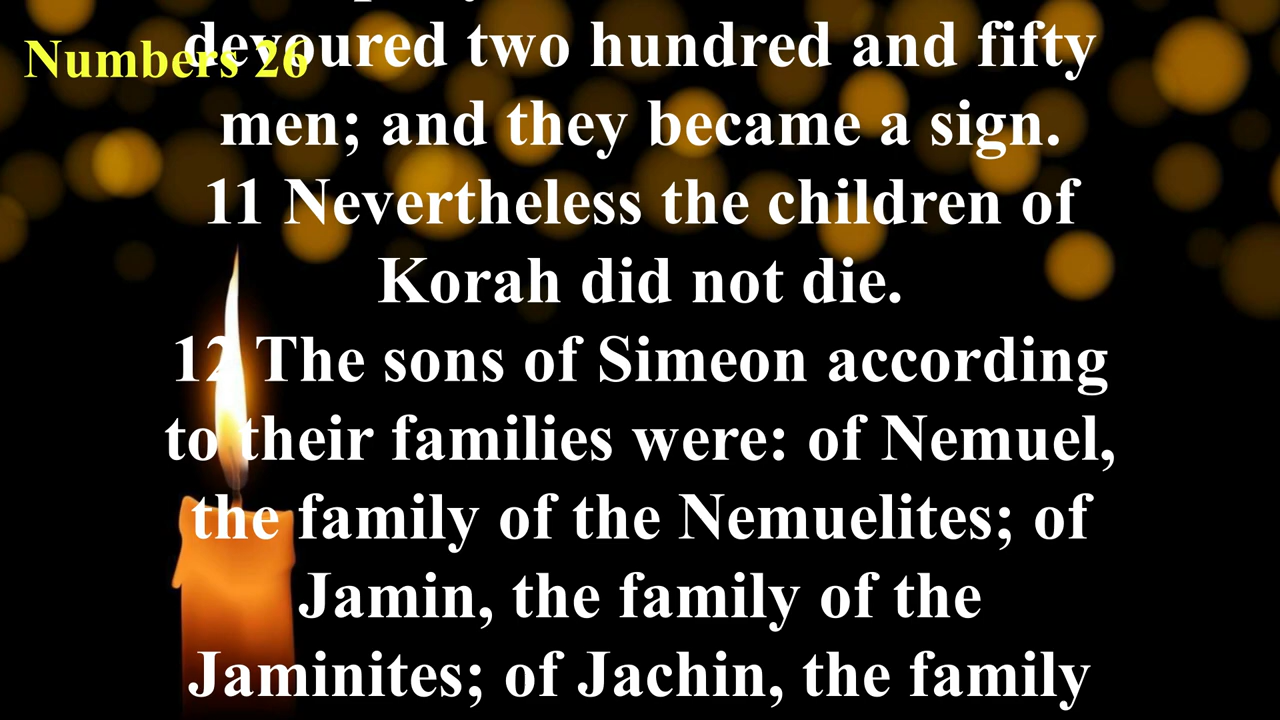 Numbers 26
devoured two hundred and fifty
men; and they became a sign.
11 Nevertheless the children of
Korah did not die.
12 The sons of Simeon according
to their families were: of Nemuel,
the family of the Nemuelites; of
Jamin, the family of the
Jaminites; of Jachin, the family